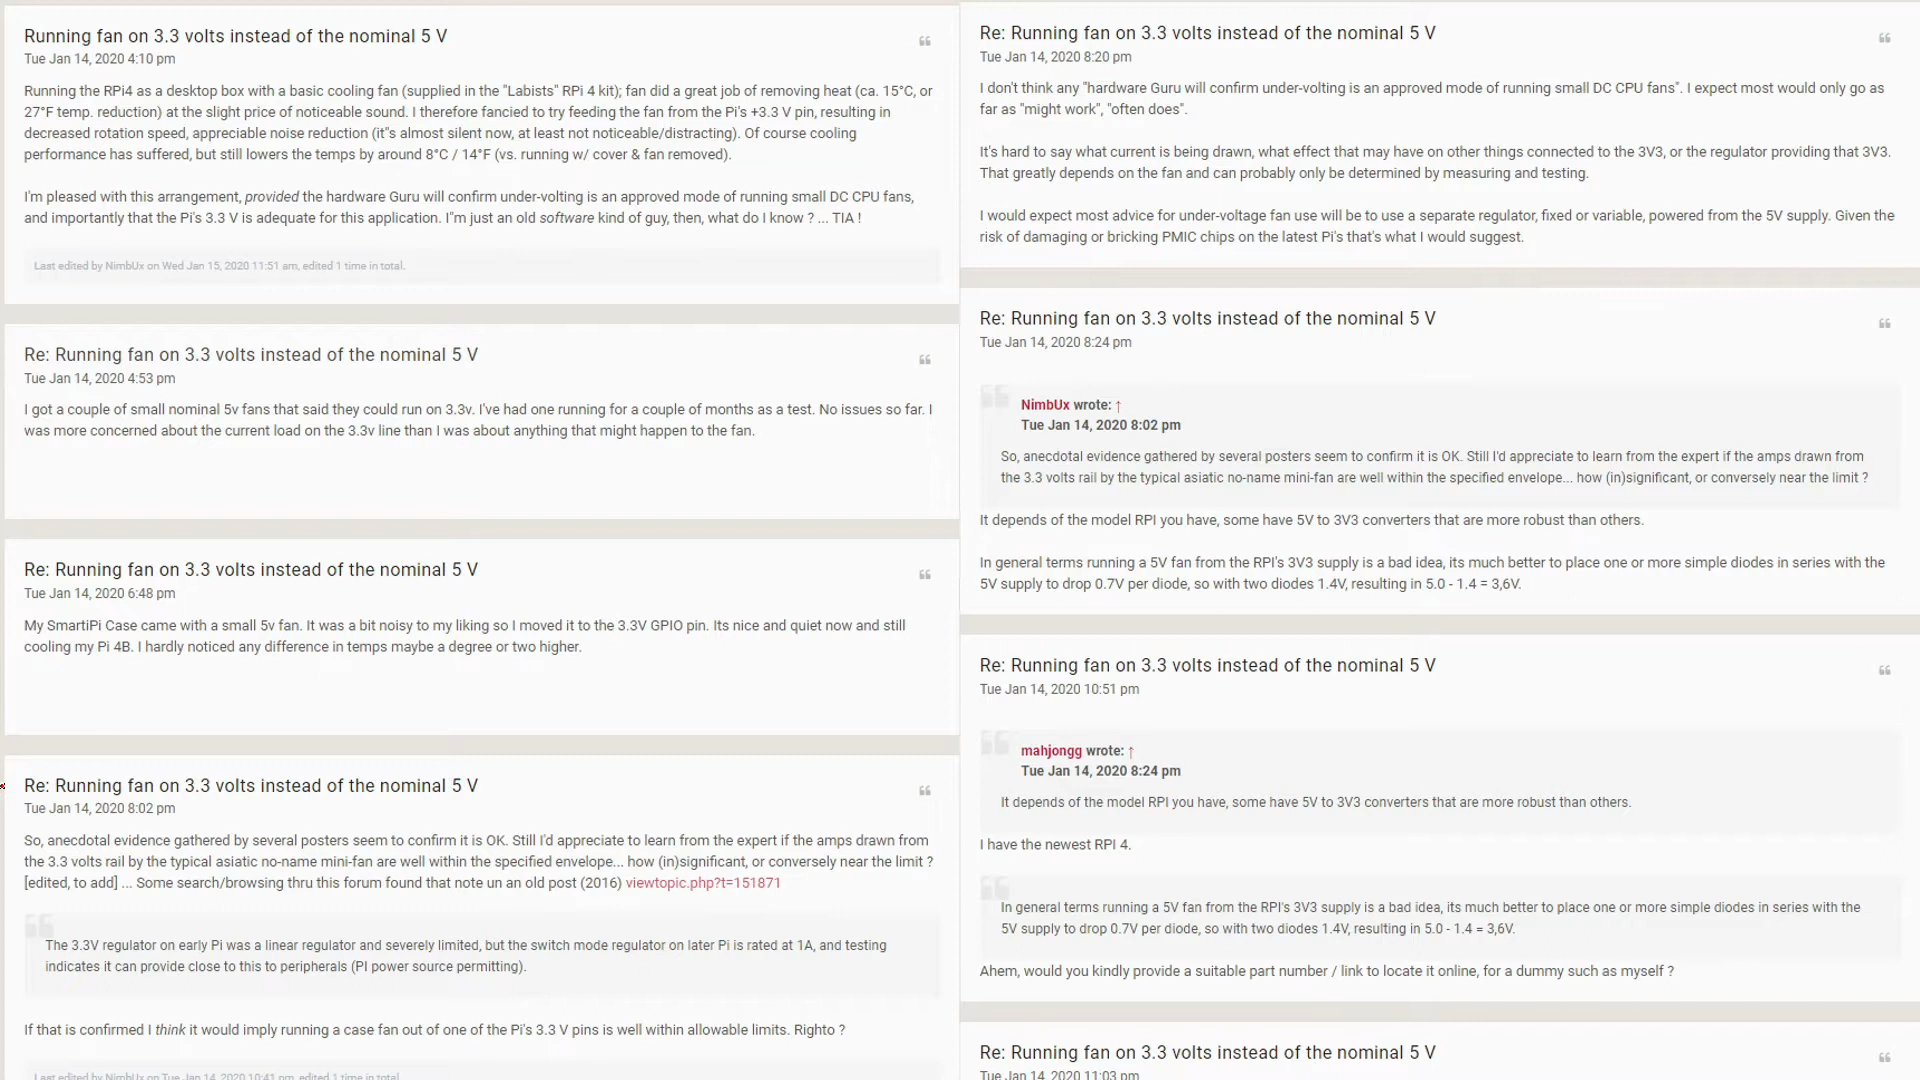 Running fan on 3.3 volts instead of the nominal 5 V
Tue Jan 14, 2020 4:10 pm
Running the RPi4 as a desktop box with a basic cooling fan (supplied in the "Labists" RPi 4 kit); fan did a great job of removing heat (ca. 15°C, or
27°F temp. reduction) at the slight price of noticeable sound. I therefore fancied to try feeding the fan from the Pi's +3.3 V pin, resulting in
decreased rotation speed, appreciable noise reduction (it"s almost silent now, at least not noticeable/distracting). Of course cooling
performance has suffered, but still lowers the temps by around 8°C / 14°F (vs. running w/ cover & fan removed).
I'm pleased with this arrangement, provided the hardware Guru will confirm under-volting is an approved mode of running small DC CPU fans,
and importantly that the Pi's 3.3 V is adequate for this application. I"m just an old software kind of guy, then, what do I know ? ... TIA !
Last edited by NimbUx on Wed Jan 15, 2020 11:51 am, edited 1 time in total.
Re: Running fan on 3.3 volts instead of the nominal 5 V
Tue Jan 14, 2020 4:53 pm
I got a couple of small nominal 5v fans that said they could run on 3.3v. I've had one running for a couple of months as a test. No issues so far. I
was more concerned about the current load on the 3.3v line than I was about anything that might happen to the fan.
Re: Running fan on 3.3 volts instead of the nominal 5 V
Tue Jan 14, 2020 6:48 pm
My SmartiPi Case came with a small 5v fan. It was a bit noisy to my liking so I moved it to the 3.3V GPIO pin. Its nice and quiet now and still
cooling my Pi 4B. I hardly noticed any difference in temps maybe a degree or two higher.
Re: Running fan on 3.3 volts instead of the nominal 5 V
Tue Jan 14, 2020 8:02 pm
So, anecdotal evidence gathered by several posters seem to confirm it is OK. Still I'd appreciate to learn from the expert if the amps drawn from
the 3.3 volts rail by the typical asiatic no-name mini-fan are well within the specified envelope... how (in)significant, or conversely near the limit ?
[edited, to add] ... Some search/browsing thru this forum found that note un an old post (2016) viewtopic.php?t=151871
The 3.3V regulator on early Pi was a linear regulator and severely limited, but the switch mode regulator on later Pi is rated at 1A, and testing
indicates it can provide close to this to peripherals (PI power source permitting).
If that is confirmed I think it would imply running a case fan out of one of the Pi's 3.3 V pins is well within allowable limits. Righto ?
Last edited by NimbUx on Tue Jan 14, 2020 10:41 pm, edited 1 time in total.
Re: Running fan on 3.3 volts instead of the nominal 5 V
Tue Jan 14, 2020 8:20 pm
I don't think any "hardware Guru will confirm under-volting is an approved mode of running small DC CPU fans". I expect most would only go as
far as "might work", "often does".
It's hard to say what current is being drawn, what effect that may have on other things connected to the 3V3, or the regulator providing that 3V3.
That greatly depends on the fan and can probably only be determined by measuring and testing.
I would expect most advice for under-voltage fan use will be to use a separate regulator, fixed or variable, powered from the 5V supply. Given the
risk of damaging or bricking PMIC chips on the latest Pi's that's what I would suggest.
Re: Running fan on 3.3 volts instead of the nominal 5 V
Tue Jan 14, 2020 8:24 pm
NimbUx wrote: ↑
Tue Jan 14, 2020 8:02 pm
So, anecdotal evidence gathered by several posters seem to confirm it is OK. Still I'd appreciate to learn from the expert if the amps drawn from
the 3.3 volts rail by the typical asiatic no-name mini-fan are well within the specified envelope... how (in)significant, or conversely near the limit ?
It depends of the model RPI you have, some have 5V to 3V3 converters that are more robust than others.
In general terms running a 5V fan from the RPI's 3V3 supply is a bad idea, its much better to place one or more simple diodes in series with the
5V supply to drop 0.7V per diode, so with two diodes 1.4V, resulting in 5.0 - 1.4 = 3,6V.
Re: Running fan on 3.3 volts instead of the nominal 5 V
Tue Jan 14, 2020 10:51 pm
mahjongg wrote: ↑
Tue Jan 14, 2020 8:24 pm
It depends of the model RPI you have, some have 5V to 3V3 converters that are more robust than others.
I have the newest RPI 4.
In general terms running a 5V fan from the RPI's 3V3 supply is a bad idea, its much better to place one or more simple diodes in series with the
5V supply to drop 0.7V per diode, so with two diodes 1.4V, resulting in 5.0 - 1.4 = 3,6V.
Ahem, would you kindly provide a suitable part number / link to locate it online, for a dummy such as myself ?
Re: Running fan on 3.3 volts instead of the nominal 5 V
Tue Jan 14, 2020 11:03 pm